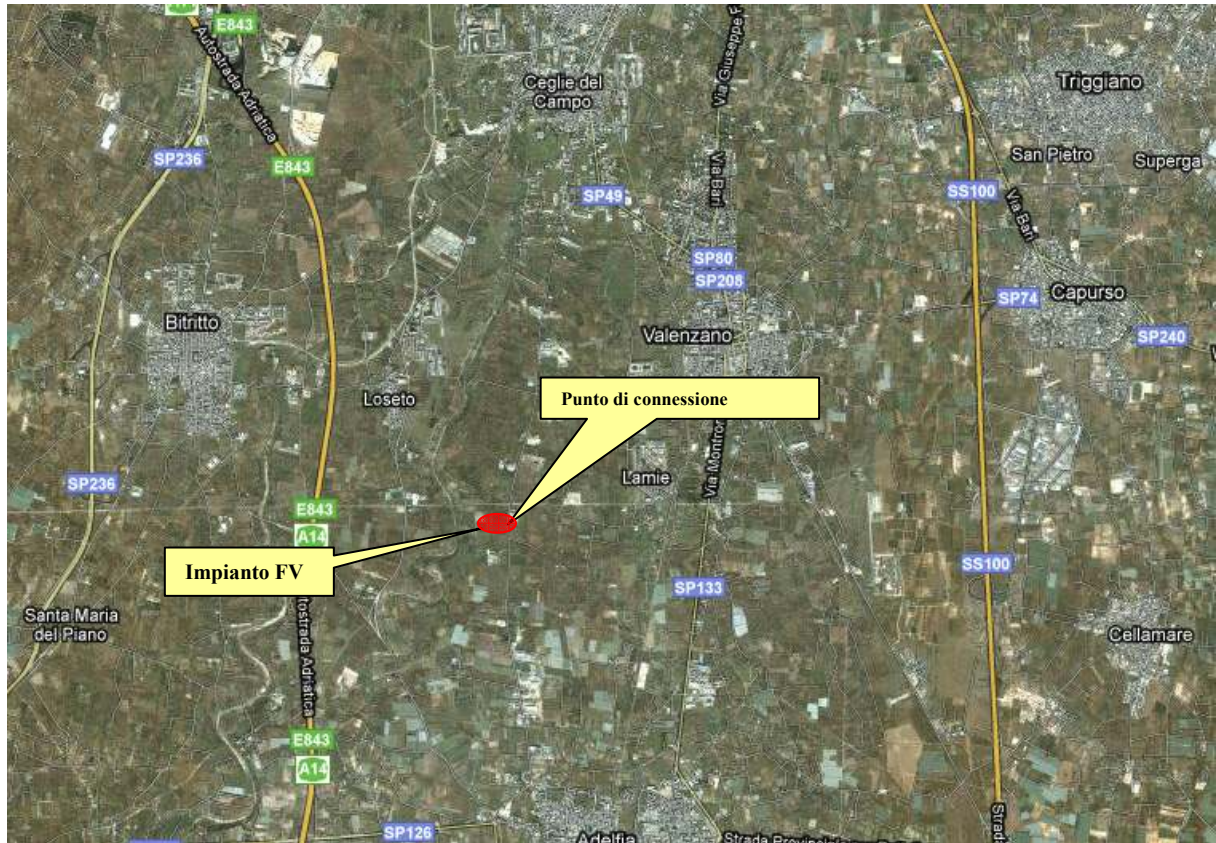 E843
Autostrada Adriatica
Ceglie del
Campo
Triggiano
SP236
E843
San Pietro
Superga
SP49
Via Bari
SS100
Via Bari
SP80
SP208
SP74
Capurso
Bitritto
Valenzano
SP240
Loseto
Punto di connessione
Lamie
SP236
E843
A14
Impianto FV
SS100
SP133
Santa Maria
del Piano
Cellamare
E843
A14
SP126
Adelfia